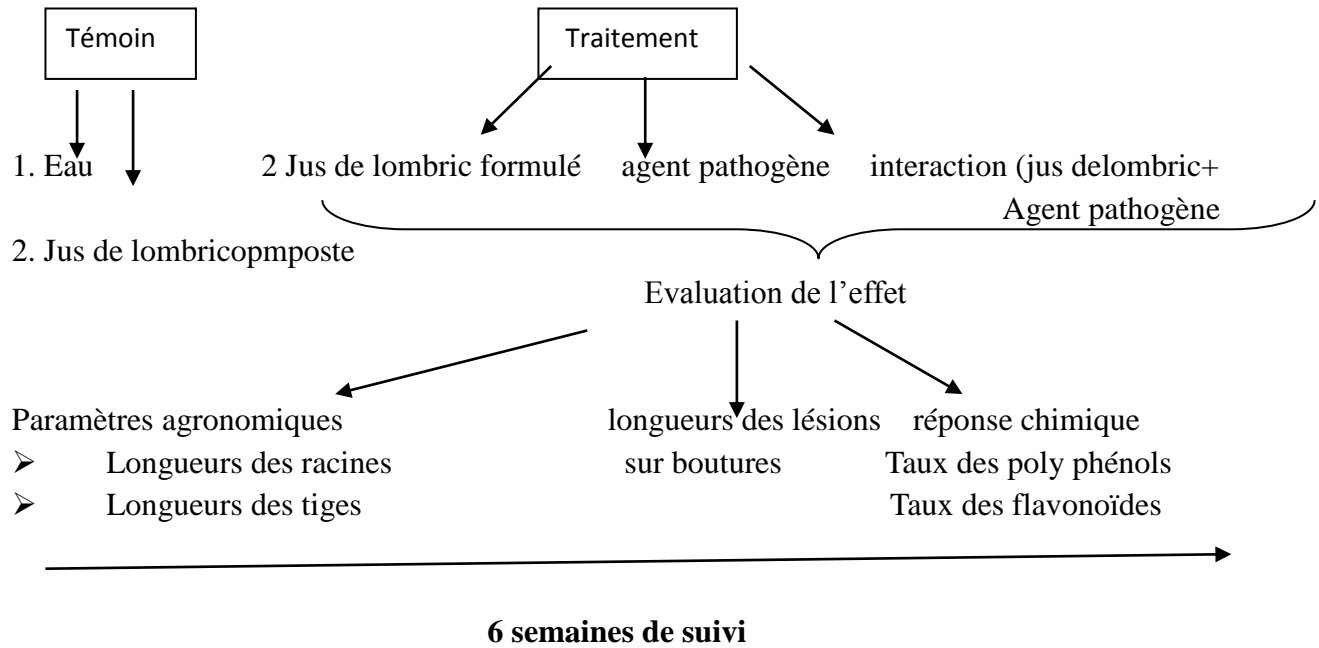 Témoin Traitement
1. Eau 2 Jus de lombric formulé agent pathogène interaction (jus delombric+
Agent pathogène
2. Jus de lombricopmposte
Evaluation de l’effet
Paramètres agronomiques longueurs des lésions réponse chimique
➢ Longueurs des racines sur boutures Taux des poly phénols
➢ Longueurs des tiges Taux des flavonoïdes
6 semaines de suivi